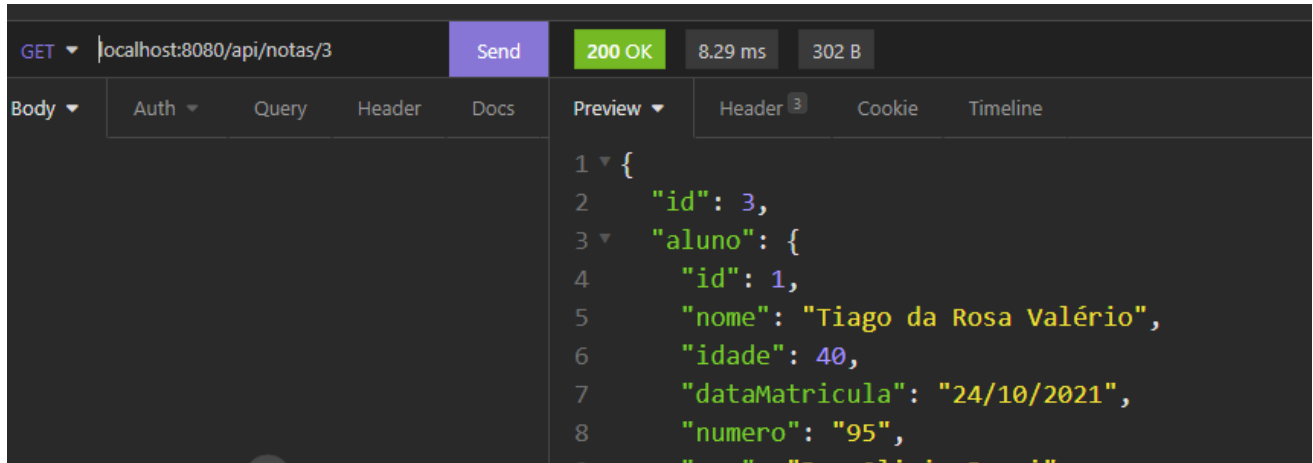 GET localhost:8080/api/notas/3 Send 200 OK 8.29 ms 302 B
Body Auth Query Header Docs Preview Header 3 Cookie Timeline
1 {
2 "id": 3,
3 "aluno": {
4 "id": 1,
5 "nome": "Tiago da Rosa Valério",
6 "idade": 40,
7 "dataMatricula": "24/10/2021",
8 "numero": "95",